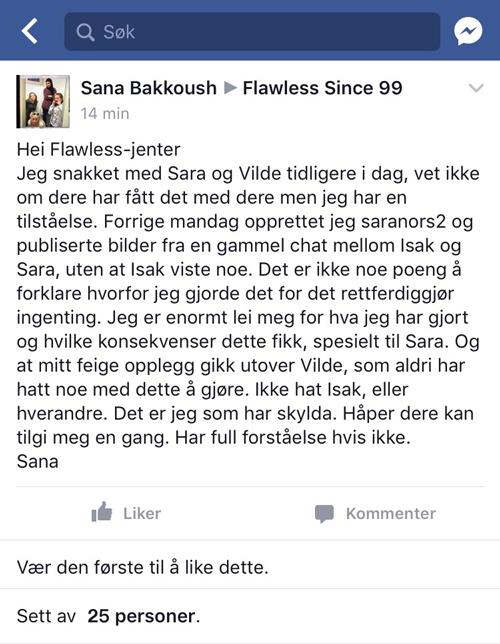 Søk
Sana Bakkoush ▶ Flawless Since 99
14 min
Hei Flawless-jenter
Jeg snakket med Sara og Vilde tidligere i dag, vet ikke
om dere har fått det med dere men jeg har en
tilståelse. Forrige mandag opprettet jeg saranors2 og
publiserte bilder fra en gammel chat mellom Isak og
Sara, uten at Isak viste noe. Det er ikke noe poeng å
forklare hvorfor jeg gjorde det for det rettferdiggjør
ingenting. Jeg er enormt lei meg for hva jeg har gjort
og hvilke konsekvenser dette fikk, spesielt til Sara. Og
at mitt feige opplegg gikk utover Vilde, som aldri har
hatt noe med dette å gjøre. Ikke hat Isak, eller
hverandre. Det er jeg som har skylda. Håper dere kan
tilgi meg en gang. Har full forståelse hvis ikke.
Sana
Liker
Kommenter
Vær den første til å like dette.
Sett av 25 personer.